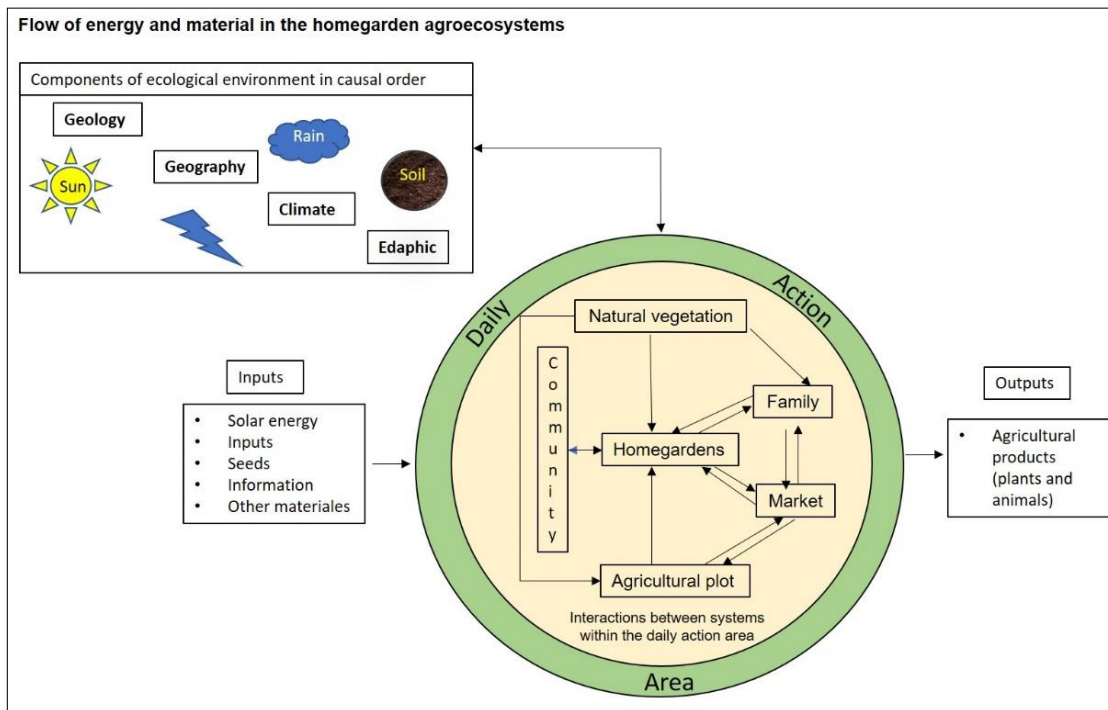 Flow of energy and material in the homegarden agroecosystems
Components of ecological environment in causal order
Geology
Rain
Sun
Geography
Soil
Climate
Edaphic
Daily
Action
Natural vegetation
Community
Family
Homegardens
Market
Agricultural plot
Interactions between systems
within the daily action area
Area
Inputs
• Solar energy
• Inputs
• Seeds
• Information
• Other materiales
Outputs
• Agricultural
products
(plants and
animals)